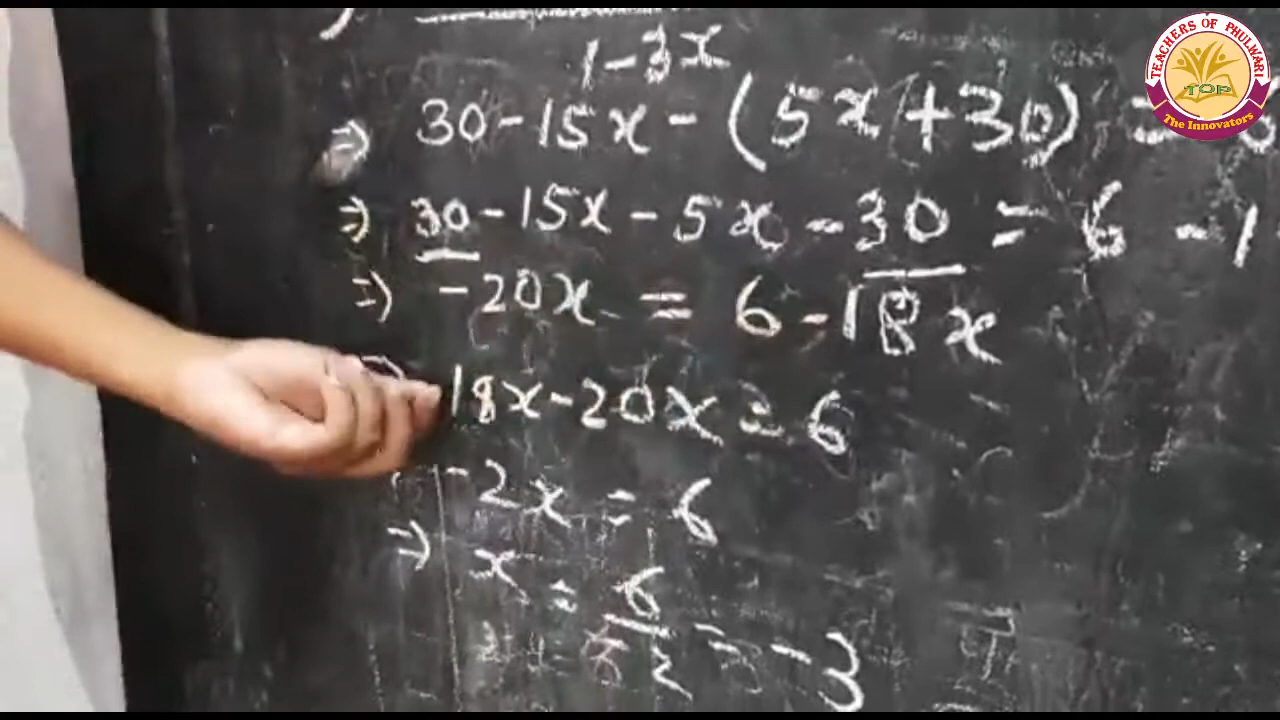 1-3x
⇒ 30-15x-(5x+30) =
⇒ 30-15x-5x-30 = 6-1
⇒ -20x = 6-18x
18x-20x = 6
-2x = 6
⇒ x = 6/-2 = -3
TEACHERS OF PHULWARI
TOP
The Innovators